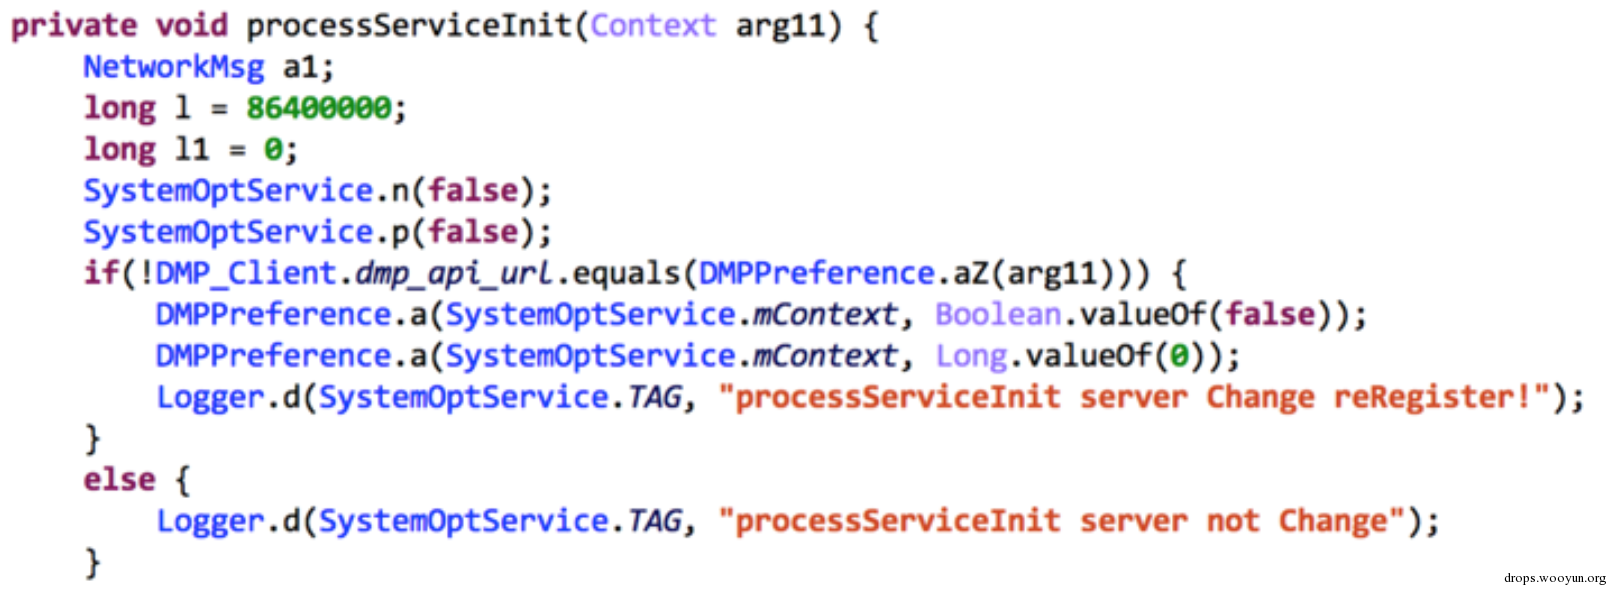 private void processServiceInit(Context arg11) {
NetworkMsg a1;
long l = 86400000;
long l1 = 0;
SystemOptService.n(false);
SystemOptService.p(false);
if(!DMP_Client.dmp_api_url.equals(DMPPreference.aZ(arg11))) {
DMPPreference.a(SystemOptService.mContext, Boolean.valueOf(false));
DMPPreference.a(SystemOptService.mContext, Long.valueOf(0));
Logger.d(SystemOptService.TAG, "processServiceInit server Change reRegister!");
}
else {
Logger.d(SystemOptService.TAG, "processServiceInit server not Change");
}
drops.wooyun.org